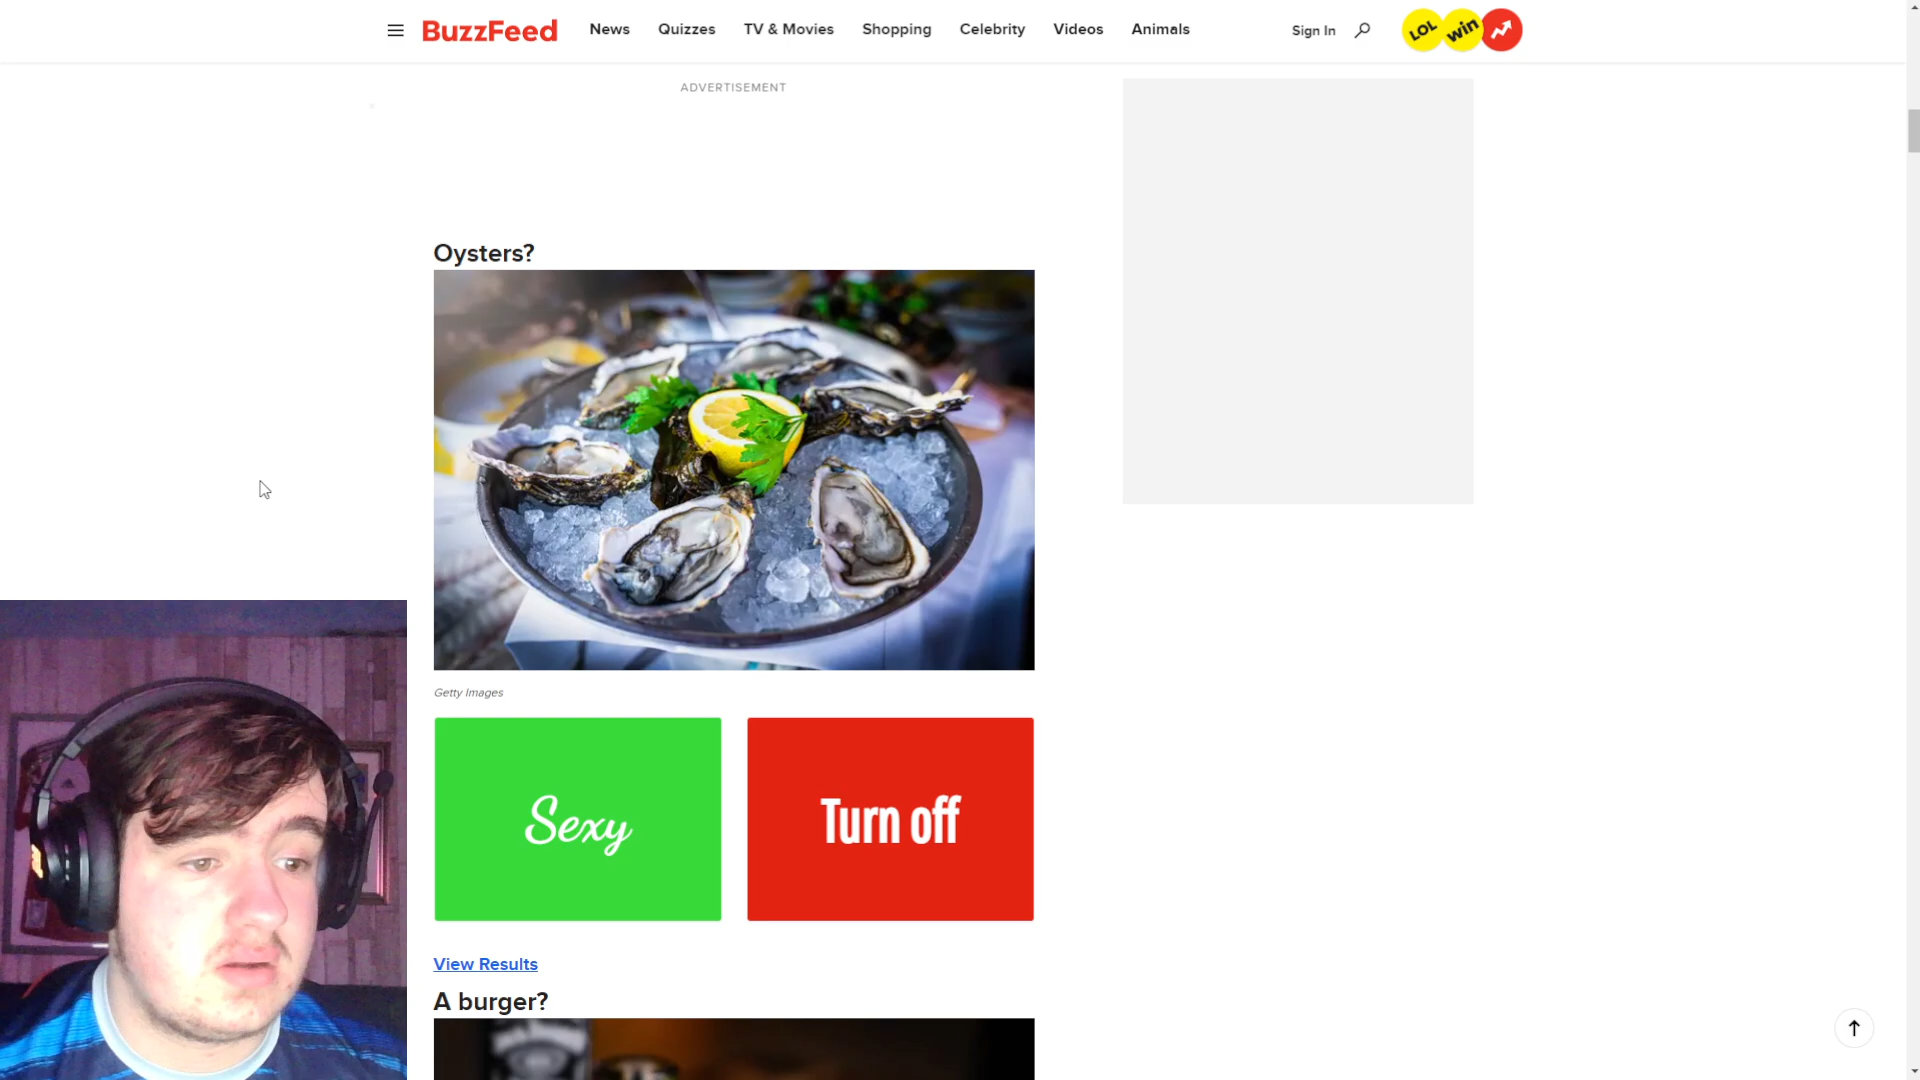 BuzzFeed
News Quizzes TV & Movies Shopping Celebrity Videos Animals
Sign In
LOL win
ADVERTISEMENT
Oysters?
Getty Images
Sexy Turn off
View Results
A burger?